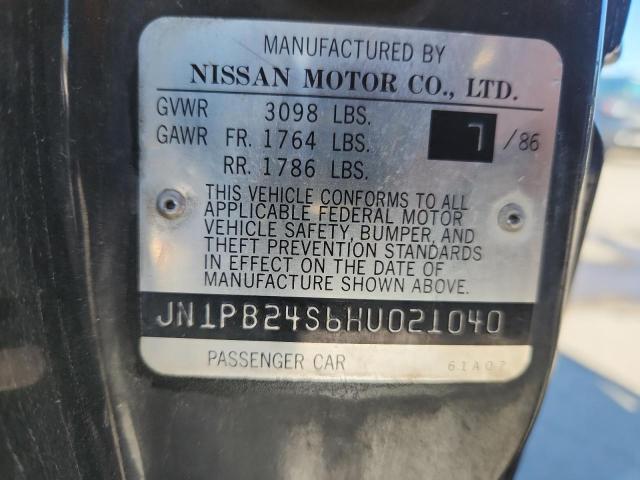 MANUFACTURED BY
NISSAN MOTOR CO., LTD.
GVWR 3098 LBS.
GAWR FR. 1764 LBS. 7/86
RR. 1786 LBS.
THIS VEHICLE CONFORMS TO ALL
APPLICABLE FEDERAL MOTOR
VEHICLE SAFETY, BUMPER, AND
THEFT PREVENTION STANDARDS
IN EFFECT ON THE DATE OF
MANUFACTURE SHOWN ABOVE.
JN1PB24S6HU021040
PASSENGER CAR 61A07